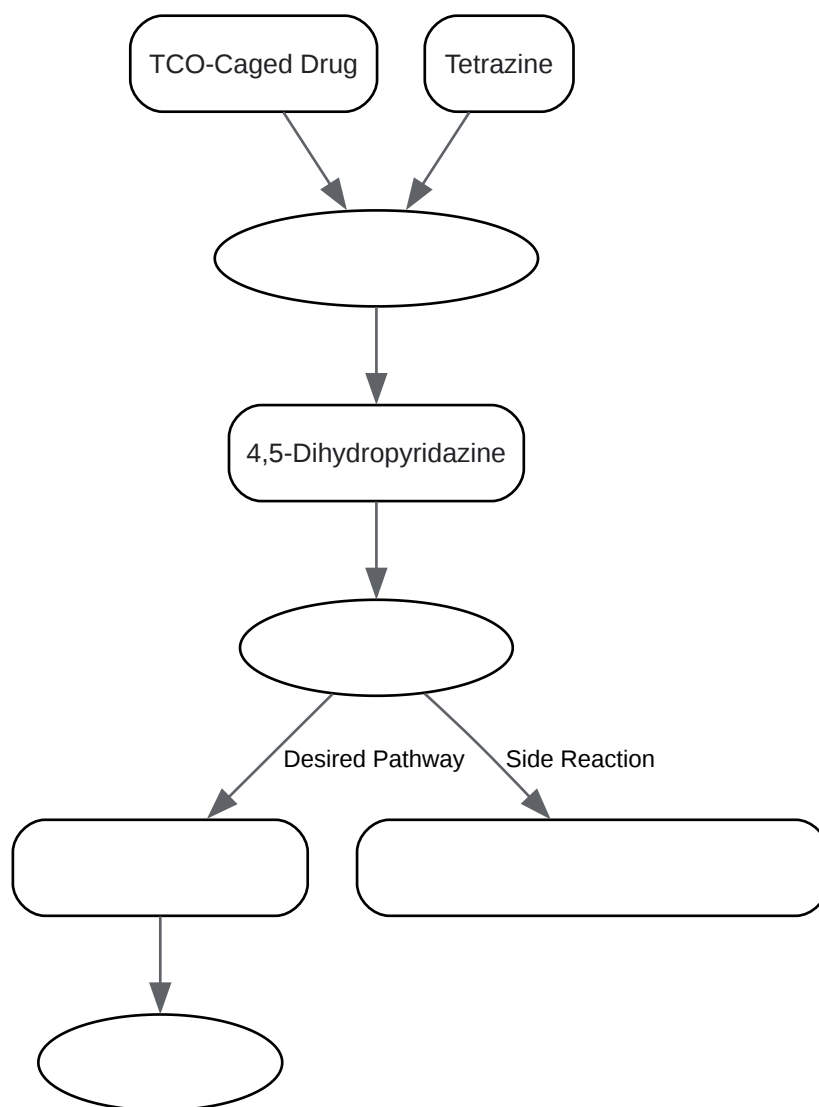 TCO-Caged Drug
Tetrazine
4,5-Dihydropyridazine
Desired Pathway
Side Reaction